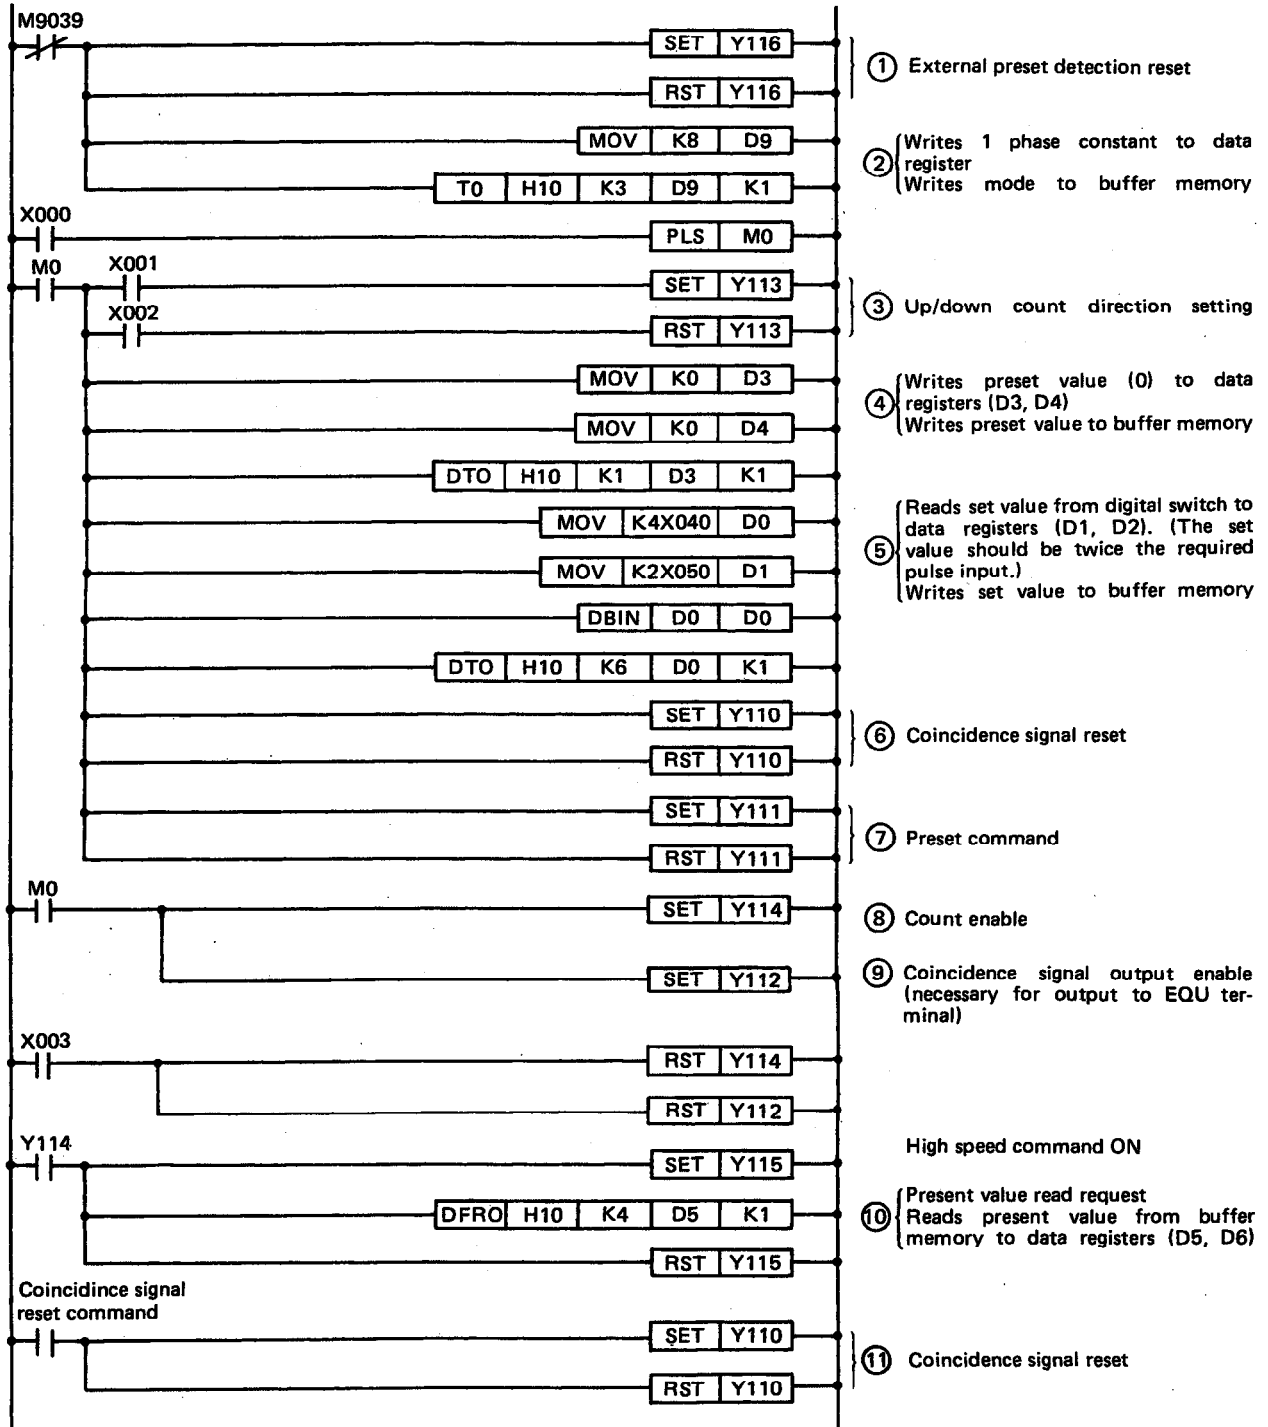 M9039
SET Y116
① External preset detection reset
RST Y116
MOV K8 D9
② Writes 1 phase constant to data
register
Writes mode to buffer memory
T0 H10 K3 D9 K1
X000
PLS M0
M0 X001
SET Y113
③ Up/down count direction setting
X002
RST Y113
MOV K0 D3
④ Writes preset value (0) to data
registers (D3, D4)
Writes preset value to buffer memory
MOV K0 D4
DTO H10 K1 D3 K1
MOV K4X040 D0
⑤ Reads set value from digital switch to
data registers (D1, D2). (The set
value should be twice the required
pulse input.)
Writes set value to buffer memory
MOV K2X050 D1
DBIN D0 D0
DTO H10 K6 D0 K1
SET Y110
⑥ Coincidence signal reset
RST Y110
SET Y111
⑦ Preset command
RST Y111
M0
SET Y114
⑧ Count enable
SET Y112
⑨ Coincidence signal output enable
(necessary for output to EQU ter-
minal)
X003
RST Y114
RST Y112
Y114
High speed command ON
SET Y115
DFRO H10 K4 D5 K1
⑩ Present value read request
Reads present value from buffer
memory to data registers (D5, D6)
RST Y115
Coincidince signal
reset command
SET Y110
⑪ Coincidence signal reset
RST Y110